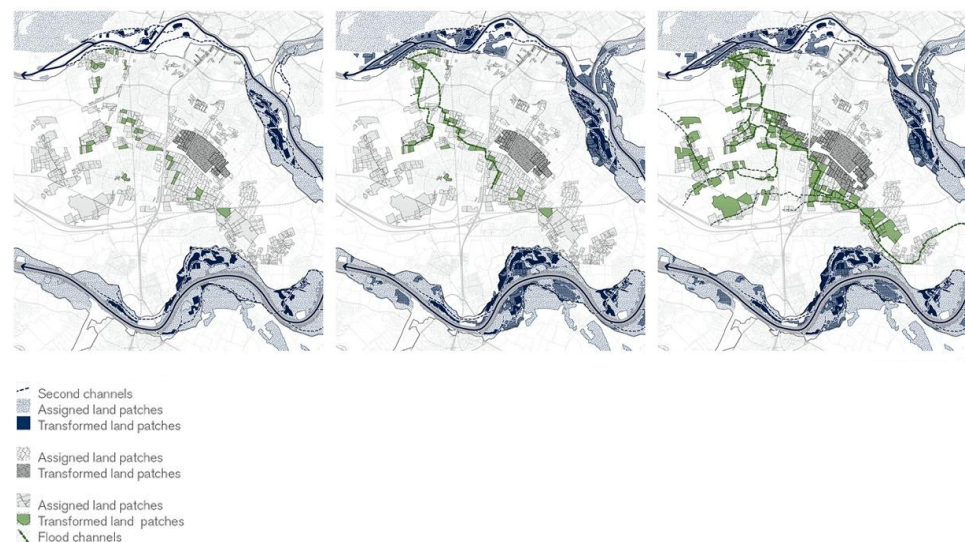 Second channels
Assigned land patches
Transformed land patches
Assigned land patches
Transformed land patches
Assigned land patches
Transformed land patches
Flood channels